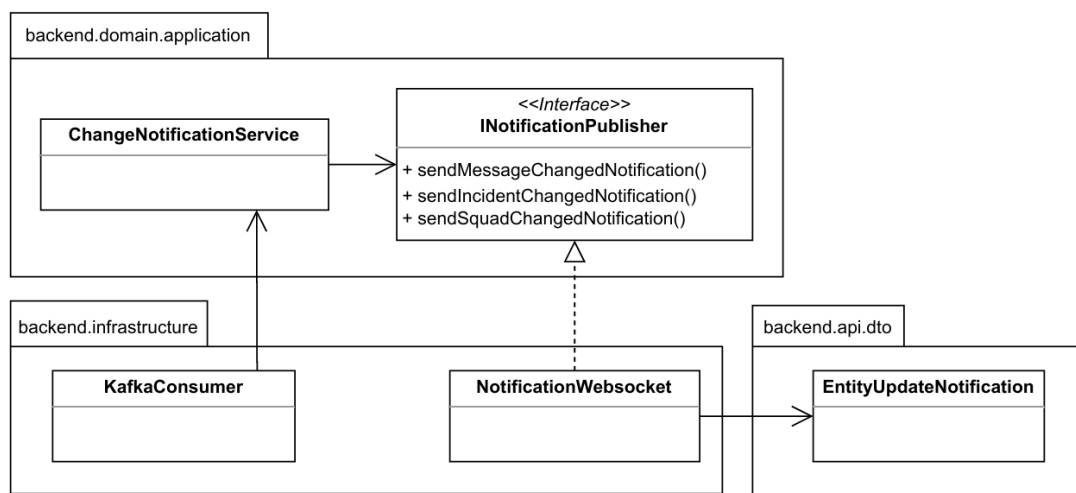 backend.domain.application
ChangeNotificationService
<<Interface>>
INotificationPublisher
+ sendMessageChangedNotification()
+ sendIncidentChangedNotification()
+ sendSquadChangedNotification()
backend.infrastructure
KafkaConsumer
NotificationWebsocket
backend.api.dto
EntityUpdateNotification